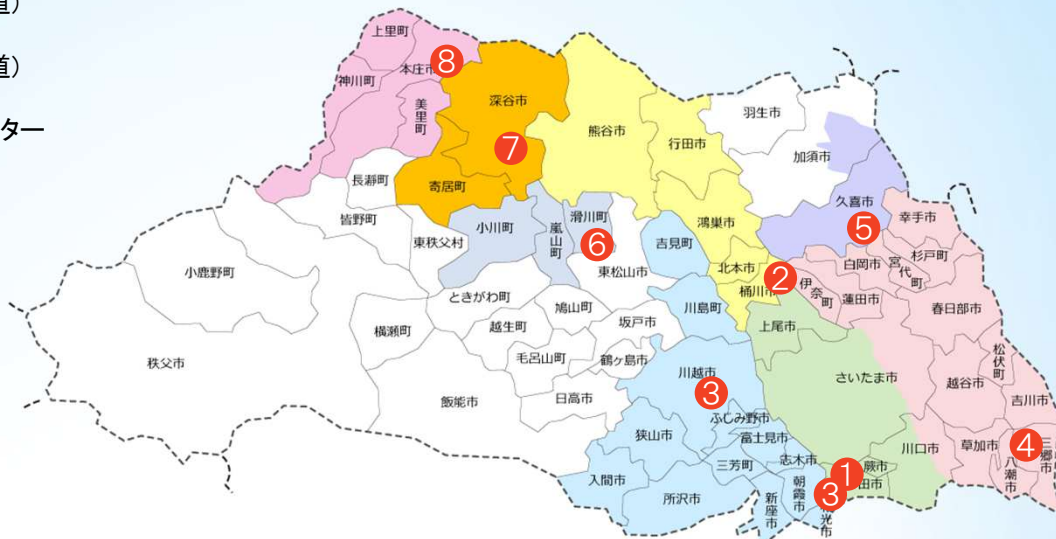 道）
道）
ター
上里町
本庄市
⑧
神川町
美里町
深谷市
⑦
寄居町
熊谷市
行田市
羽生市
加須市
長瀞町
皆野町
東秩父村
小川町
嵐山町
滑川町
⑥
東松山市
吉見町
鴻巣市
北本市
桶川市
②
久喜市
⑤
幸手市
杉戸町
宮代町
白岡市
伊奈町
蓮田市
春日部市
小鹿野町
秩父市
横瀬町
ときがわ町
鳩山町
越生町
毛呂山町
坂戸市
鶴ヶ島市
日高市
飯能市
川島町
上尾市
さいたま市
川越市
③
ふじみ野市
富士見市
狭山市
三芳町
志木市
入間市
所沢市
新座市
朝霞市
①
③
光市
蕨市
田市
川口市
越谷市
松伏町
吉川市
草加市
八潮市
④
三郷市